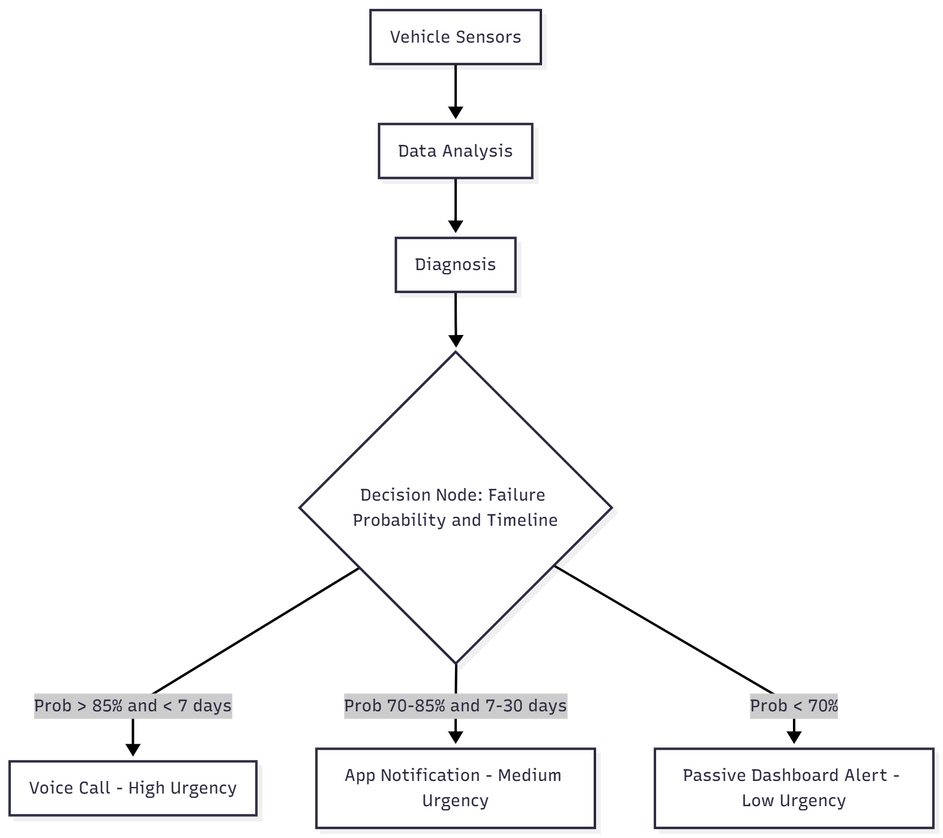 Vehicle Sensors
Data Analysis
Diagnosis
Decision Node: Failure
Probability and Timeline
Prob > 85% and < 7 days
Prob 70-85% and 7-30 days
Prob < 70%
Voice Call - High Urgency
App Notification - Medium
Urgency
Passive Dashboard Alert -
Low Urgency